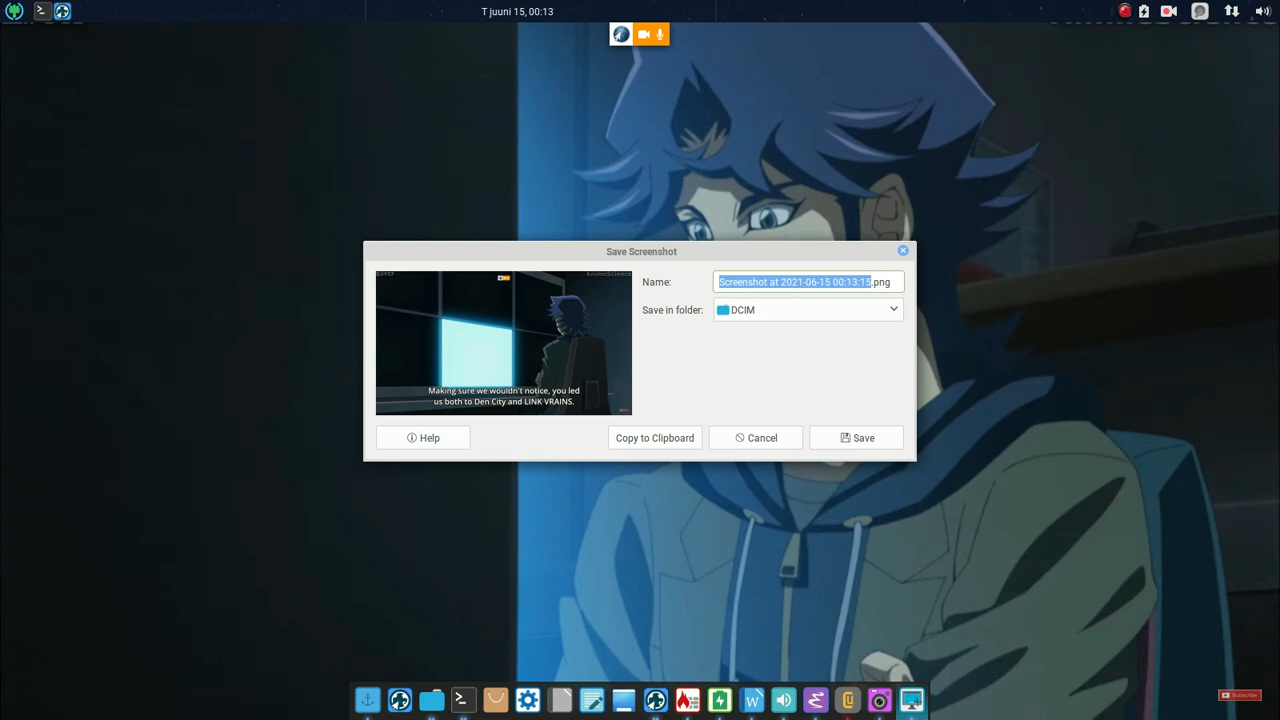 T juuni 15, 00:13
Save Screenshot
AnimeScience
Making sure we wouldn't notice, you led
us both to Den City and LINK VRAINS.
Name:
Screenshot at 2021-06-15 00:13:15.png
Save in folder:
DCIM
Help
Copy to Clipboard
Cancel
Save
W
Subscribe